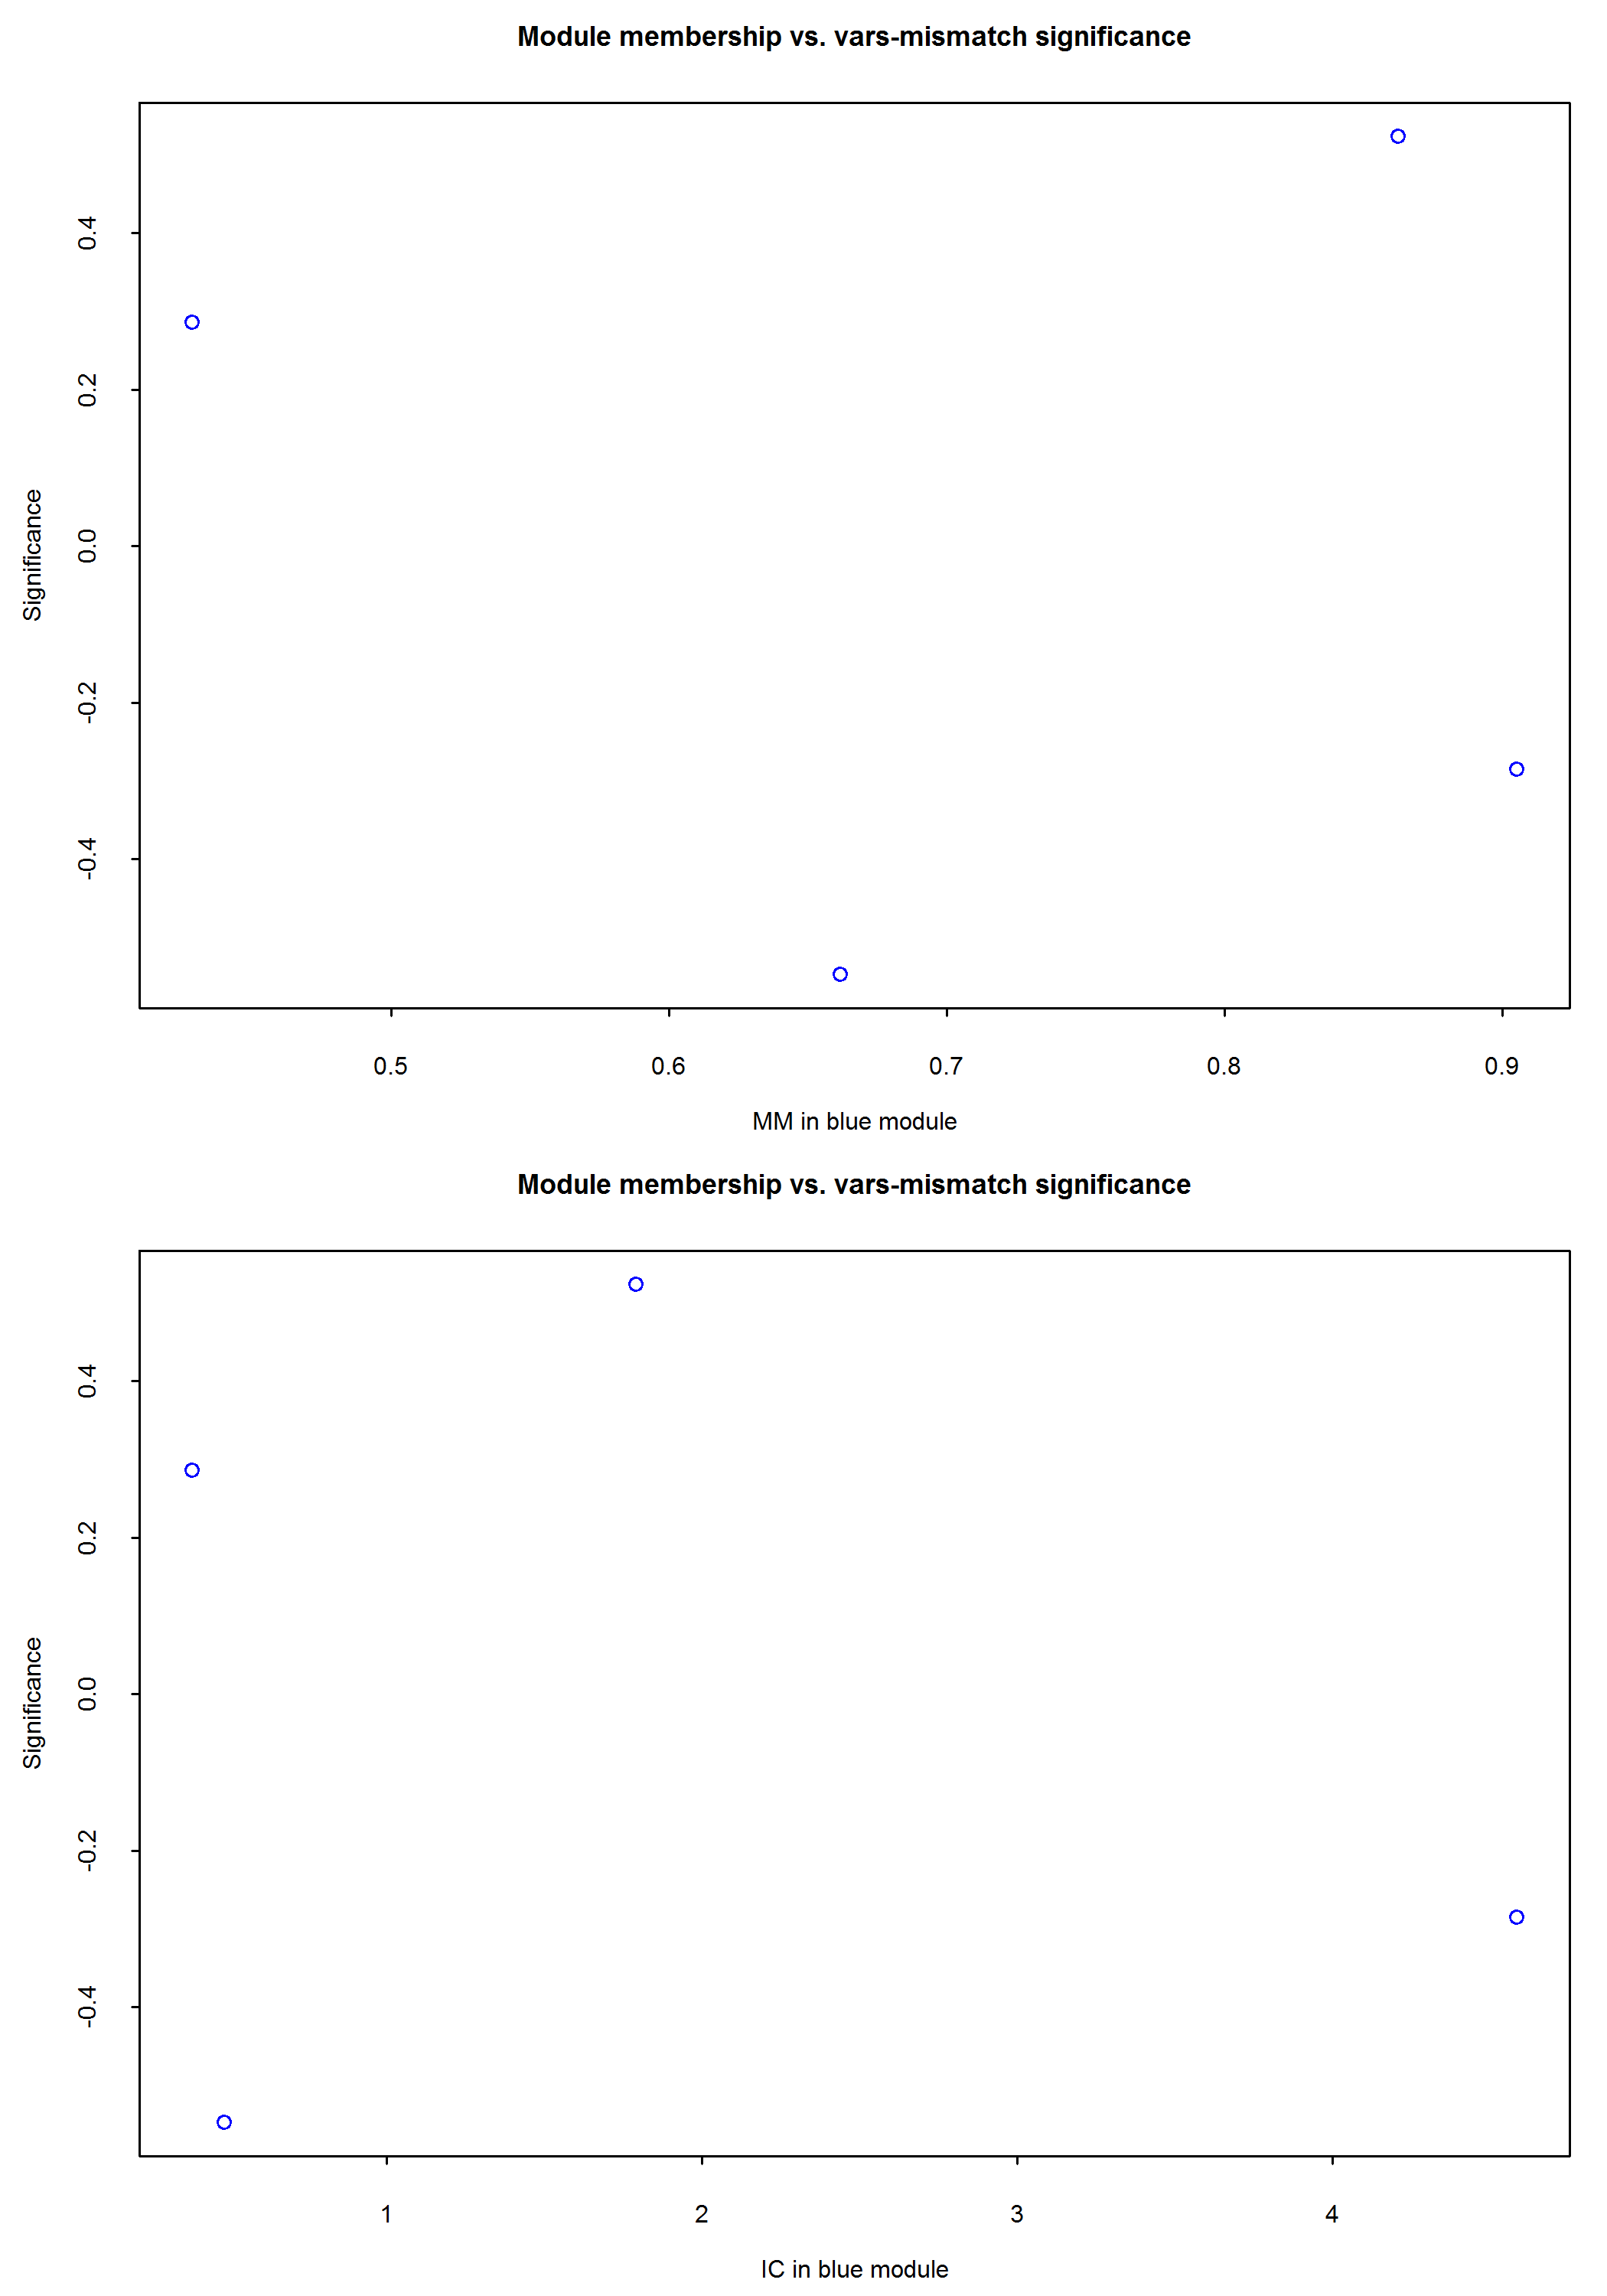 Module membership vs. vars-mismatch significance
Significance
0.4
0.2
0.0
-0.2
-0.4
0.5 0.6 0.7 0.8 0.9
MM in blue module
Module membership vs. vars-mismatch significance
Significance
0.4
0.2
0.0
-0.2
-0.4
1 2 3 4
IC in blue module